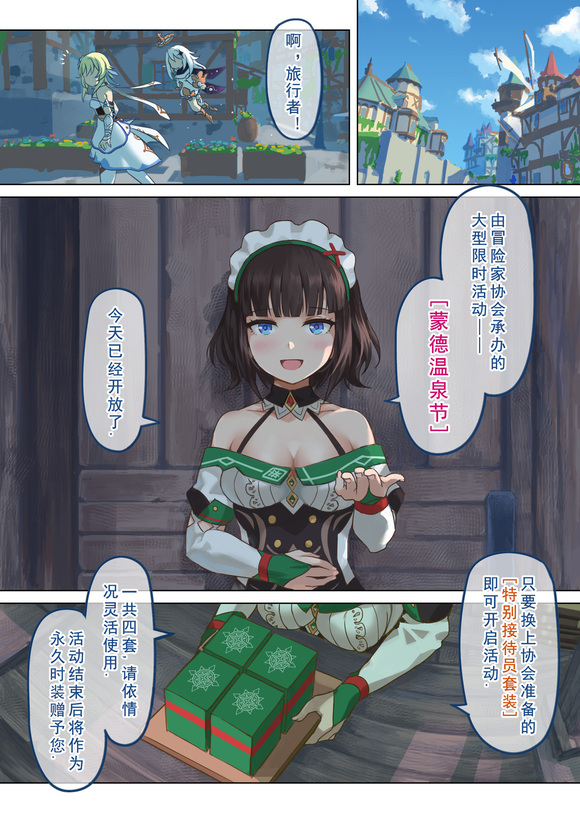 啊，旅行者！
由冒险家协会承办的
大型限时活动——
[蒙德温泉节]
今天已经开放了.
只要换上协会准备的
[特别接待员套装]
即可开启活动.
一共四套.请依情
况灵活使用.
活动结束后将作为
永久时装赠予您.